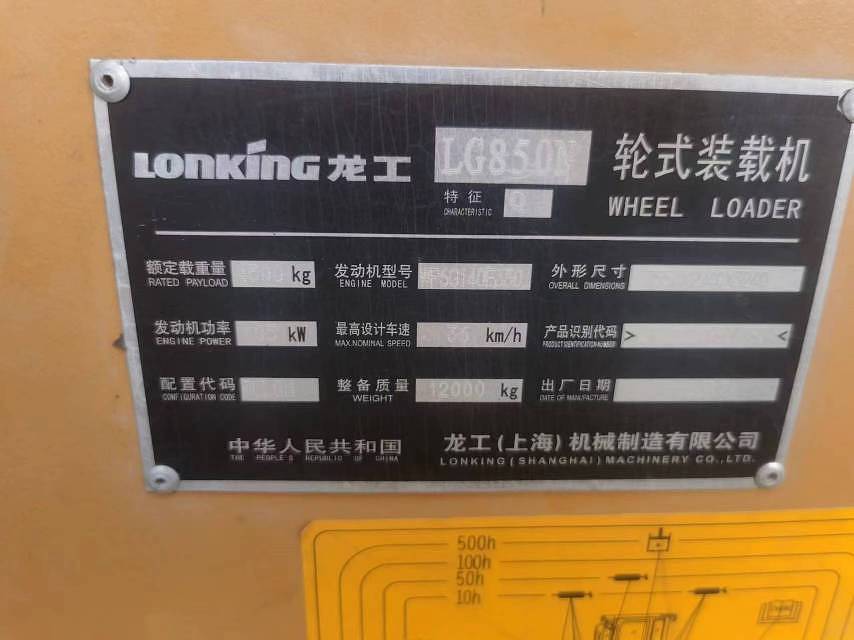 LONKING 龙工 LG850N 轮式装载机
特征
CHARACTERISTIC
WHEEL LOADER
额定载重量 kg 发动机型号 外形尺寸
RATED PAYLOAD ENGINE MODEL OVERALL DIMENSIONS
发动机功率 kW 最高设计车速 km/h 产品识别代码 > <
ENGINE POWER MAX.NOMINAL SPEED PRODUCT IDENTIFICATION NUMBER
配置代码 整备质量 12000 kg 出厂日期
CONFIGURATION CODE WEIGHT DATE OF MANUFACTURE
中华人民共和国 龙工(上海)机械制造有限公司
THE PEOPLE'S REPUBLIC OF CHINA LONKING(SHANGHAI)MACHINERY CO.,LTD.
500h
100h
50h
10h